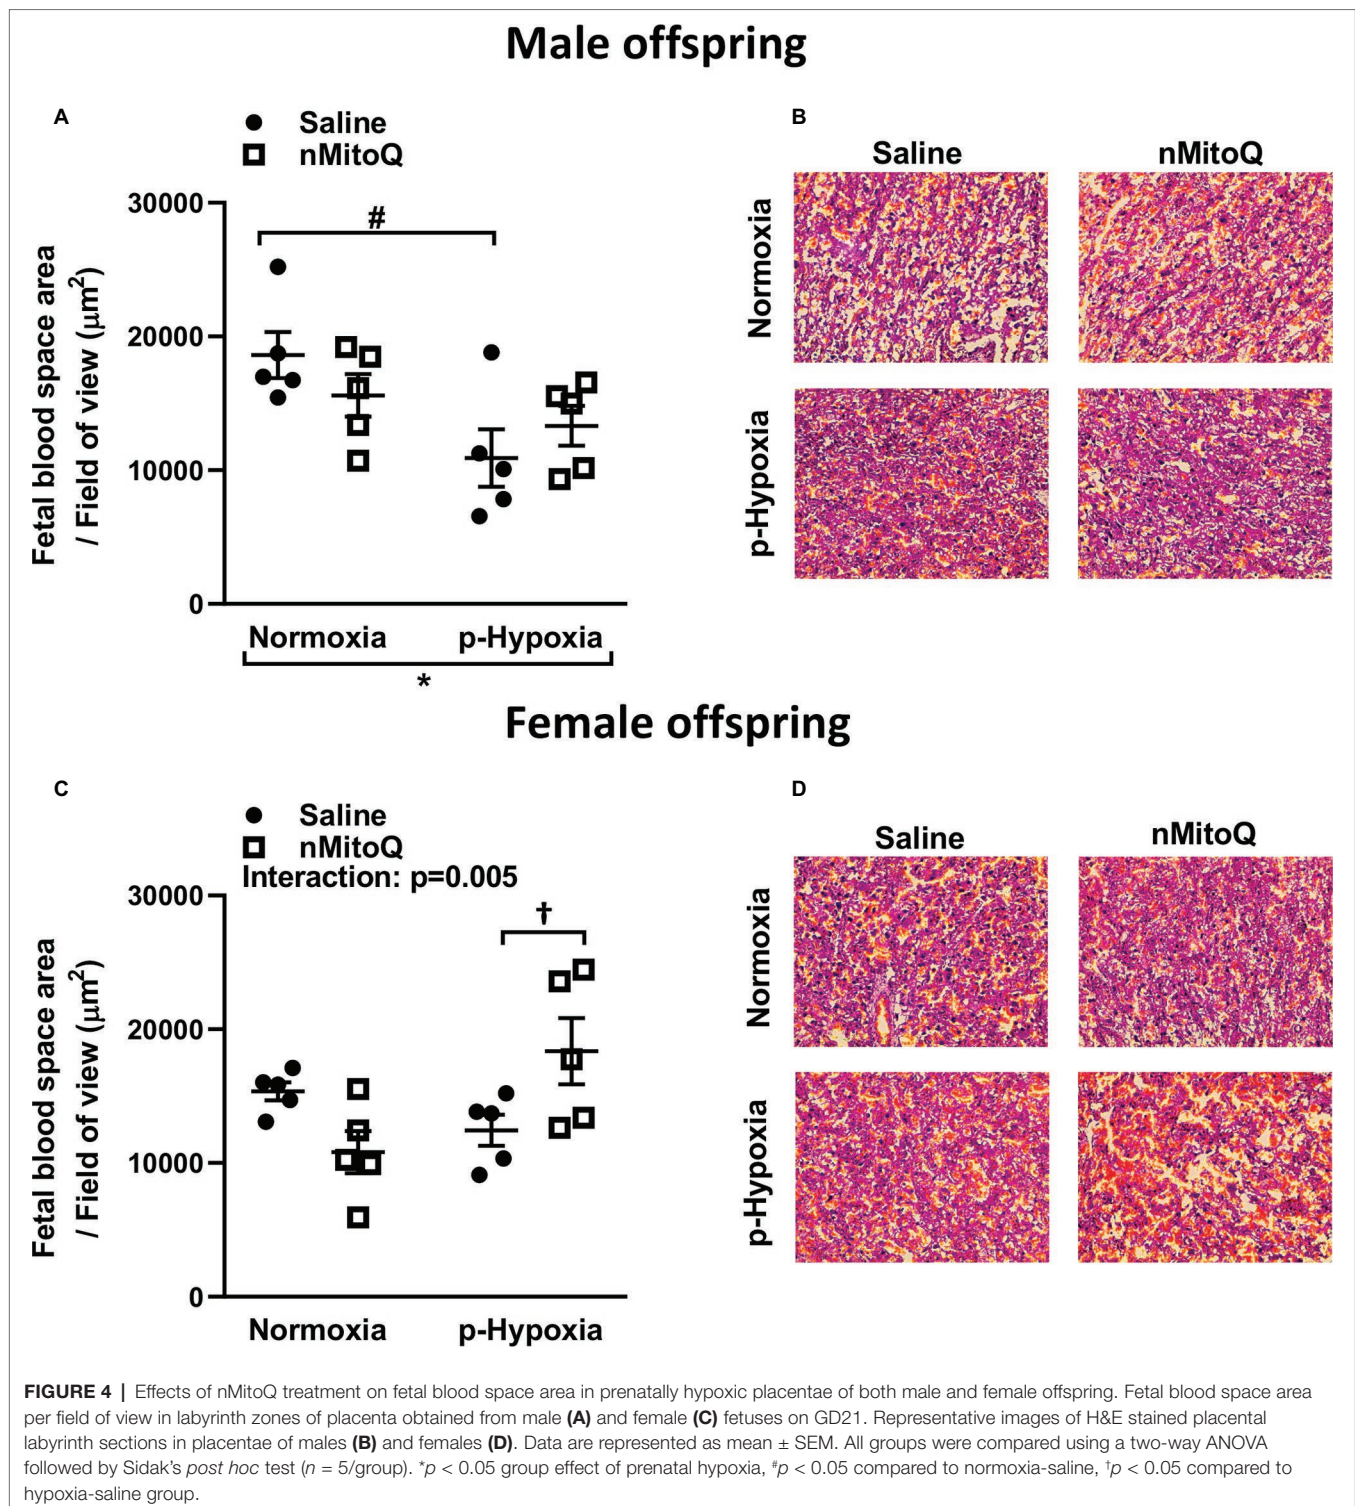 Male offspring
A
● Saline
□ nMitoQ
Fetal blood space area
/ Field of view (μm²)
30000
20000
10000
0
#
Normoxia p-Hypoxia
*
B
Saline nMitoQ
Normoxia
p-Hypoxia
Female offspring
C
● Saline
□ nMitoQ
Interaction: p=0.005
Fetal blood space area
/ Field of view (μm²)
30000
20000
10000
0
†
Normoxia p-Hypoxia
D
Saline nMitoQ
Normoxia
p-Hypoxia
FIGURE 4 | Effects of nMitoQ treatment on fetal blood space area in prenatally hypoxic placentae of both male and female offspring. Fetal blood space area
per field of view in labyrinth zones of placenta obtained from male (A) and female (C) fetuses on GD21. Representative images of H&E stained placental
labyrinth sections in placentae of males (B) and females (D). Data are represented as mean ± SEM. All groups were compared using a two-way ANOVA
followed by Sidak's post hoc test (n = 5/group). *p < 0.05 group effect of prenatal hypoxia, #p < 0.05 compared to normoxia-saline, †p < 0.05 compared to
hypoxia-saline group.